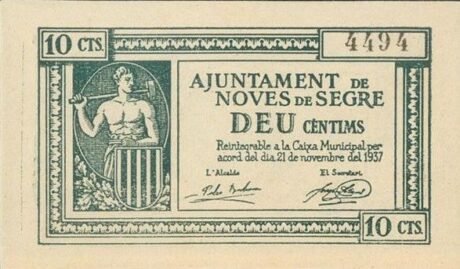 10 CTS.
4494
AJUNTAMENT DE
NOVES DE SEGRE
DEU CÈNTIMS
Reintegrable a la Caixa Municipal per
acord del dia 21 de novembre del 1937
L'Alcalde El Secretari
10 CTS.